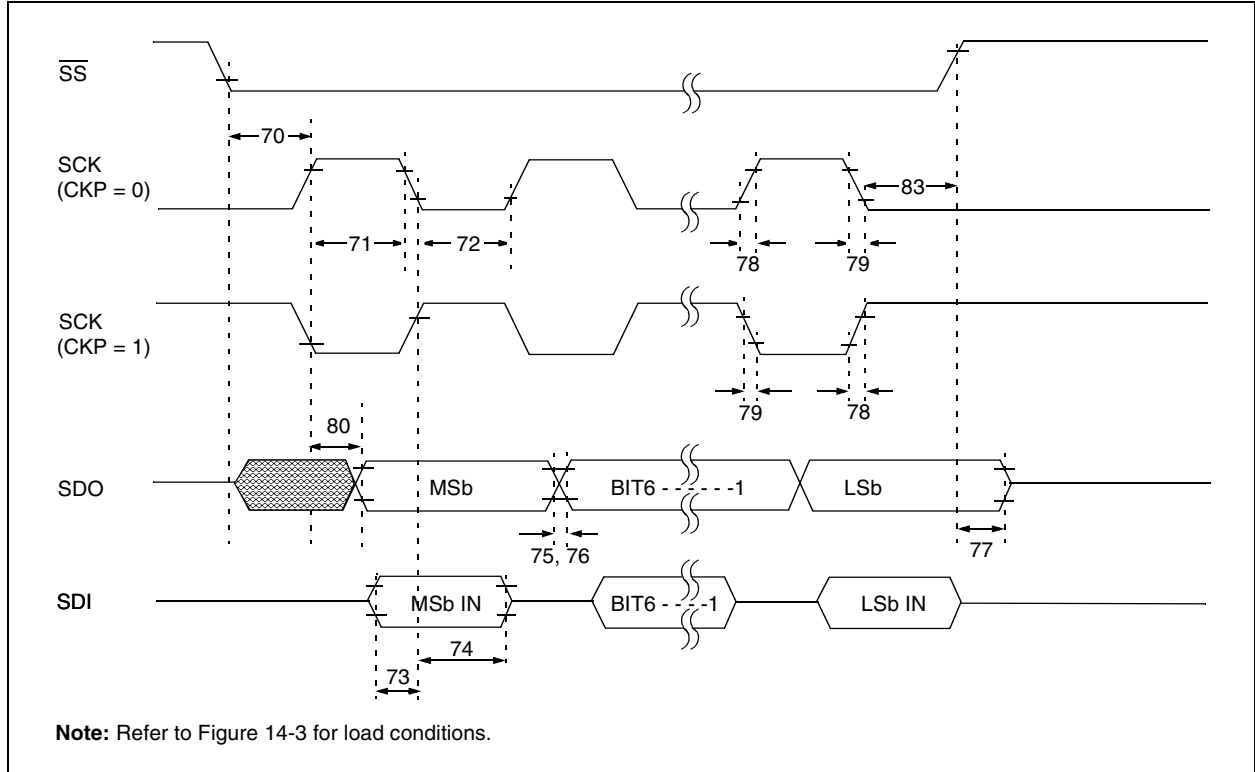 SS
70
SCK
(CKP = 0)
83
71
72
78
79
SCK
(CKP = 1)
79
78
80
SDO
MSb
BIT6 - - - - - -1
LSb
75, 76
77
SDI
MSb IN
BIT6 - - - - -1
LSb IN
74
73
Note: Refer to Figure 14-3 for load conditions.